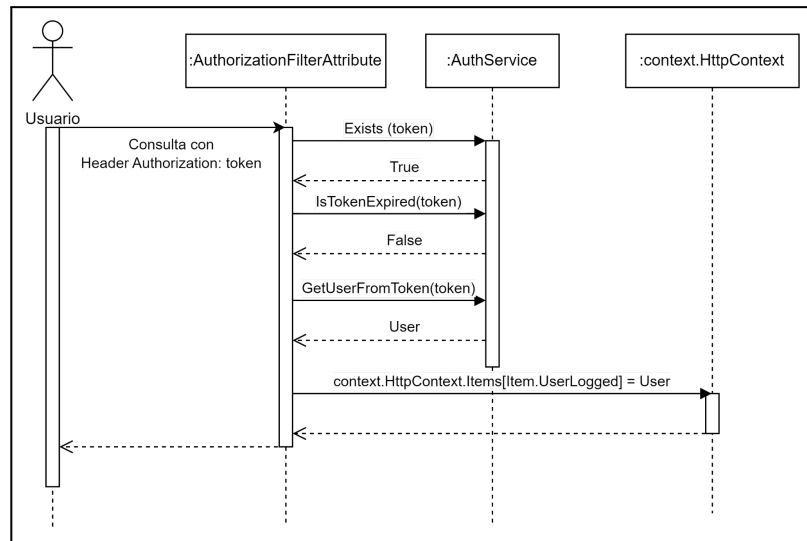 :AuthorizationFilterAttribute
:AuthService
:context.HttpContext
Usuario
Consulta con
Header Authorization: token
Exists (token)
True
IsTokenExpired(token)
False
GetUserFromToken(token)
User
context.HttpContext.Items[Item.UserLogged] = User